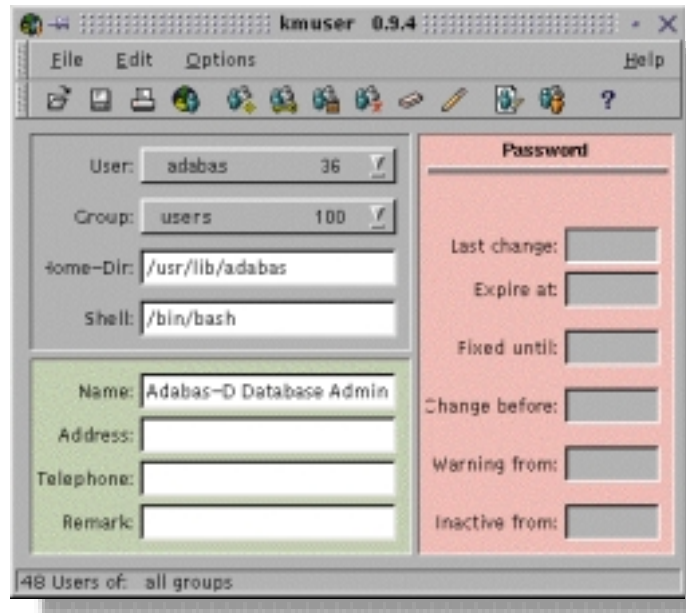 kmuser 0.9.4
File Edit Options Help
?
User: adabas 36
Group: users 100
Home-Dir: /usr/lib/adabas
Shell: /bin/bash
Name: Adabas-D Database Admin
Address:
Telephone:
Remark:
Password
Last change:
Expire at:
Fixed until:
Change before:
Warning from:
Inactive from:
48 Users of: all groups